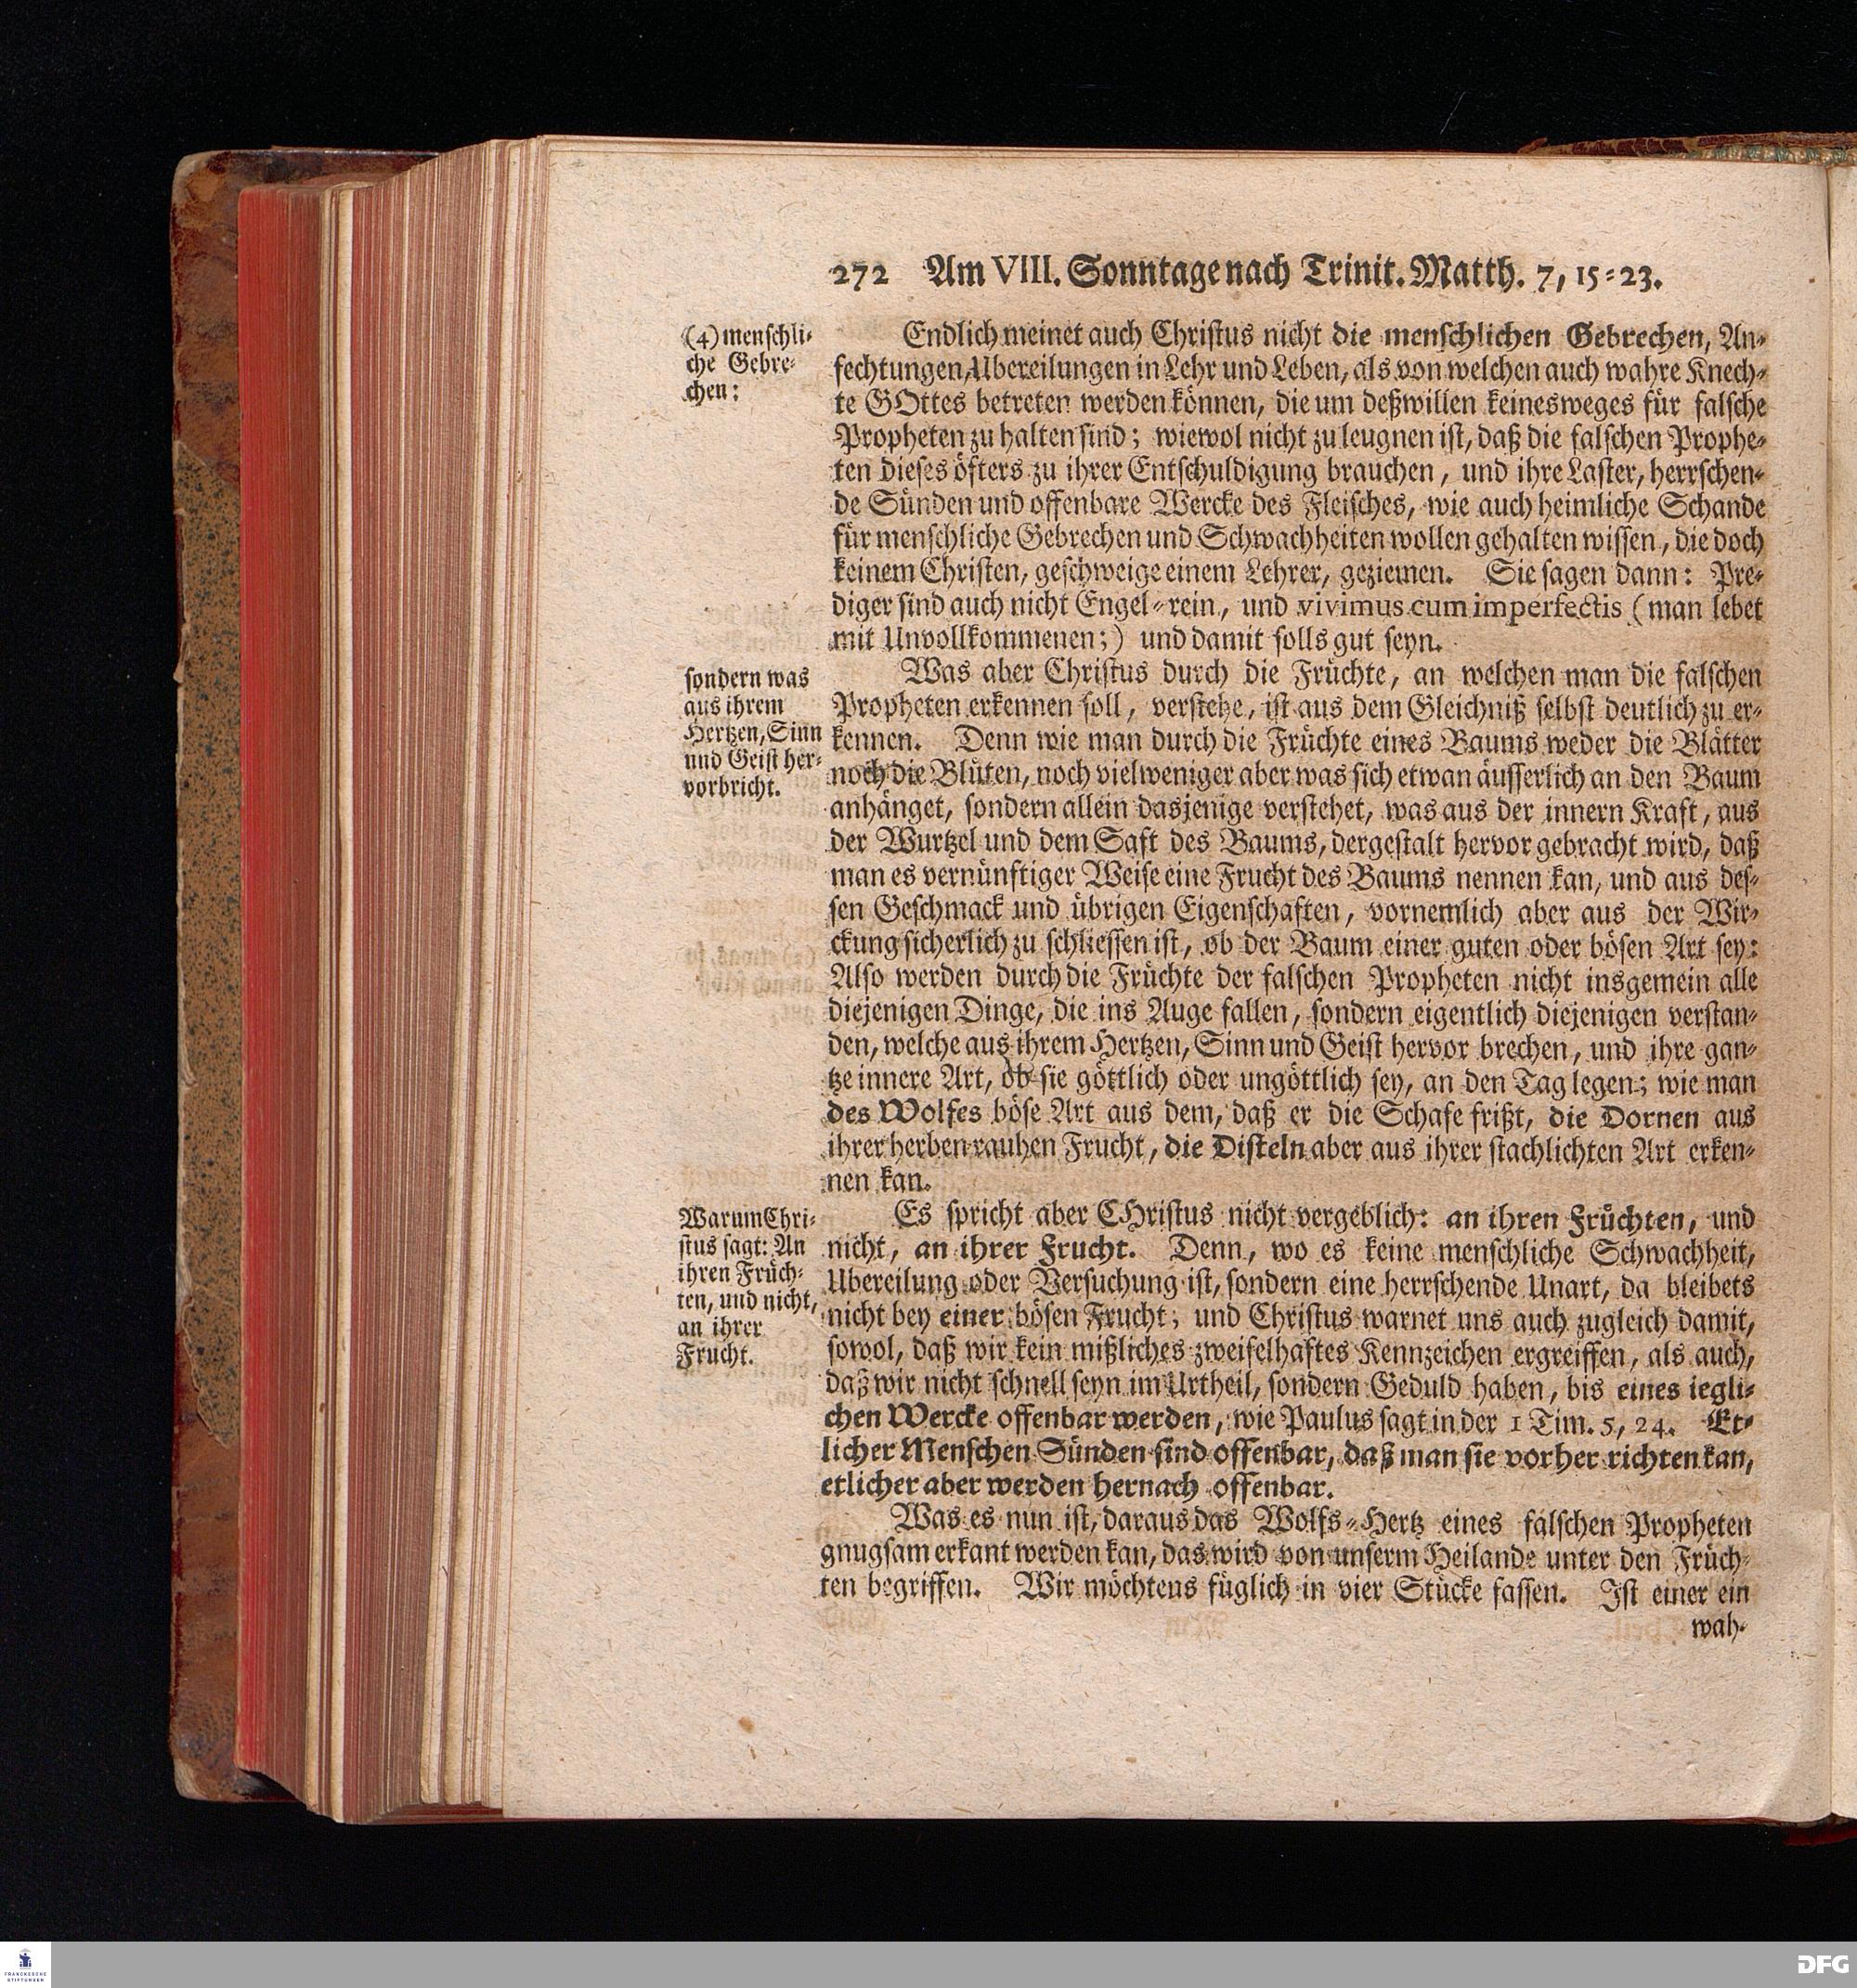 272 Am VIII. Sonntage nach Trinit. Matth. 7, 15-23.
(4) menschli-
che Gebre-
chen:
Endlich meinet auch Christus nicht die menschlichen Gebrechen, An-
fechtungen, Ubereilungen in Lehr und Leben, als von welchen auch wahre Knech-
te GOttes betreten werden können, die um deßwillen keinesweges für falsche
Propheten zu halten sind; wiewol nicht zu leugnen ist, daß die falschen Prophe-
ten dieses öfters zu ihrer Entschuldigung brauchen, und ihre Laster, herrschen-
de Sünden und offenbare Wercke des Fleisches, wie auch heimliche Schande
für menschliche Gebrechen und Schwachheiten wollen gehalten wissen, die doch
keinem Christen, geschweige einem Lehrer, geziemen. Sie sagen dann: Pre-
diger sind auch nicht Engel-rein, und vivimus cum imperfectis (man lebet
mit Unvollkommenen;) und damit solls gut seyn.
sondern was
aus ihrem
Hertzen, Sinn
und Geist her-
vorbricht.
Was aber Christus durch die Früchte, an welchen man die falschen
Propheten erkennen soll, verstehe, ist aus dem Gleichniß selbst deutlich zu er-
kennen. Denn wie man durch die Früchte eines Baums weder die Blätter
noch die Blüten, noch vielweniger aber was sich etwan äusserlich an den Baum
anhänget, sondern allein dasjenige verstehet, was aus der innern Kraft, aus
der Wurtzel und dem Saft des Baums, dergestalt hervor gebracht wird, daß
man es vernünftiger Weise eine Frucht des Baums nennen kan, und aus des-
sen Geschmack und übrigen Eigenschaften, vornemlich aber aus der Wir-
ckung sicherlich zu schliessen ist, ob der Baum einer guten oder bösen Art sey:
Also werden durch die Früchte der falschen Propheten nicht insgemein alle
diejenigen Dinge, die ins Auge fallen, sondern eigentlich diejenigen verstan-
den, welche aus ihrem Hertzen, Sinn und Geist hervor brechen, und ihre gan-
tze innere Art, ob sie göttlich oder ungöttlich sey, an den Tag legen; wie man
des Wolfes böse Art aus dem, daß er die Schafe frißt, die Dornen aus
ihrer herben rauhen Frucht, die Disteln aber aus ihrer stachlichten Art erken-
nen kan.
Warum Chri-
stus sagt: An
ihren Früch-
ten, und nicht,
an ihrer
Frucht.
Es spricht aber CHristus nicht vergeblich: an ihren Früchten, und
nicht, an ihrer Frucht. Denn, wo es keine menschliche Schwachheit,
Ubereilung oder Versuchung ist, sondern eine herrschende Unart, da bleibets
nicht bey einer bösen Frucht; und Christus warnet uns auch zugleich damit,
sowol, daß wir kein mißliches zweifelhaftes Kennzeichen ergreiffen, als auch,
daß wir nicht schnell seyn im Urtheil, sondern Geduld haben, bis eines iegli-
chen Wercke offenbar werden, wie Paulus sagt in der 1 Tim. 5, 24. Et-
licher Menschen Sünden sind offenbar, daß man sie vorher richten kan,
etlicher aber werden hernach offenbar.
Was es nun ist, daraus das Wolfs-Hertz eines falschen Propheten
gnugsam erkant werden kan, das wird von unserm Heilande unter den Früch-
ten begriffen. Wir möchtens füglich in vier Stücke fassen. Ist einer ein
wah-
FRANCKESCHE
STIFTUNGEN
DFG